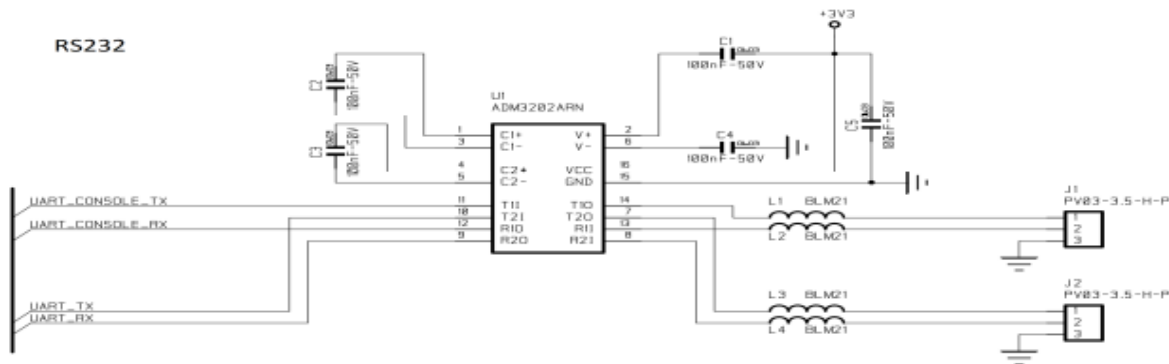 RS232
+3V3
C1
100nF-50V
C2
100nF-50V
U1
ADM3202ARN
C3
100nF-50V
C5
100nF-50V
1 C1+ V+ 2
3 C1- V- 6
C4
100nF-50V
4 C2+ VCC 16
5 C2- GND 15
UART_CONSOLE_TX
11 T1I T1O 14
10 T2I T2O 7
UART_CONSOLE_RX
12 R1O R1I 13
9 R2O R2I 8
L1 BLM21
L2 BLM21
J1
PV03-3.5-H-P
1
2
3
UART_TX
UART_RX
L3 BLM21
L4 BLM21
J2
PV03-3.5-H-P
1
2
3